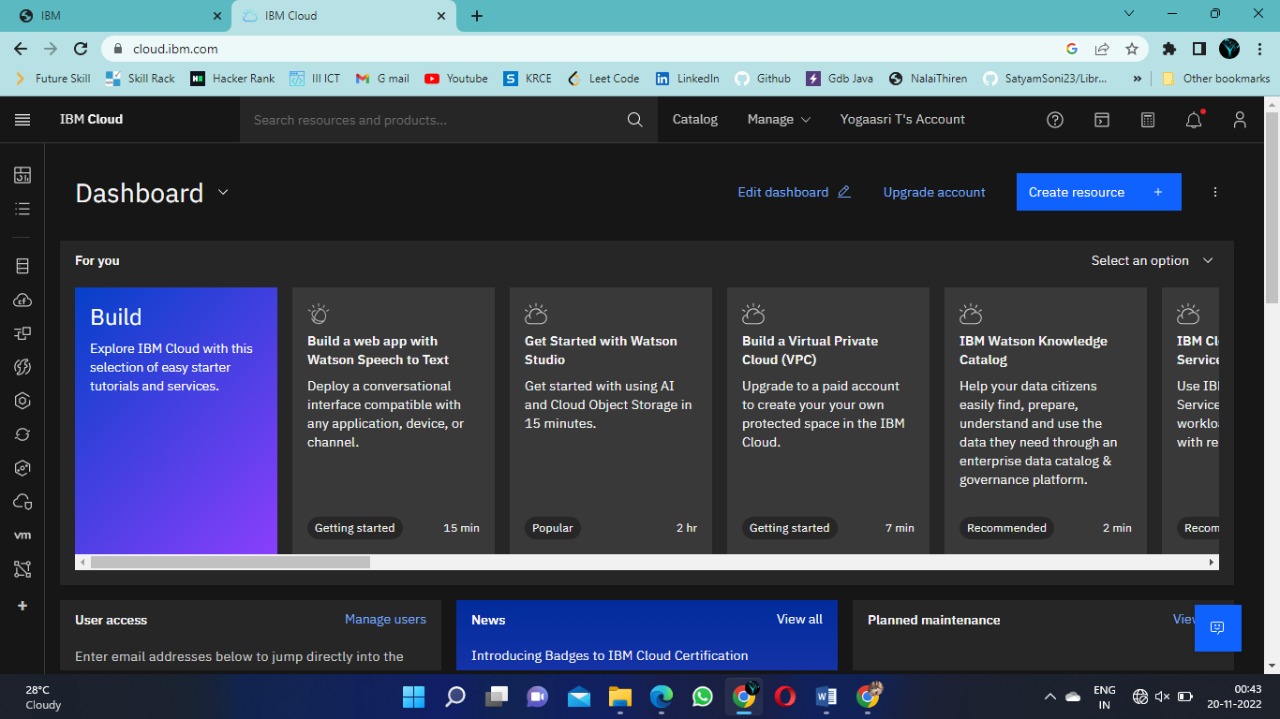 IBM
IBM Cloud
cloud.ibm.com
Future Skill
Skill Rack
Hacker Rank
III ICT
G mail
Youtube
KRCE
Leet Code
LinkedIn
Github
Gdb Java
NalaiThiren
SatyamSoni23/Libr...
»
Other bookmarks
IBM Cloud
Search resources and products...
Catalog
Manage
Yogaasri T's Account
Dashboard
Edit dashboard
Upgrade account
Create resource +
For you
Select an option
Build
Explore IBM Cloud with this
selection of easy starter
tutorials and services.
Build a web app with
Watson Speech to Text
Deploy a conversational
interface compatible with
any application, device, or
channel.
Getting started 15 min
Get Started with Watson
Studio
Get started with using AI
and Cloud Object Storage in
15 minutes.
Popular 2 hr
Build a Virtual Private
Cloud (VPC)
Upgrade to a paid account
to create your your own
protected space in the IBM
Cloud.
Getting started 7 min
IBM Watson Knowledge
Catalog
Help your data citizens
easily find, prepare,
understand and use the
data they need through an
enterprise data catalog &
governance platform.
Recommended 2 min
IBM Cl
Service
Use IBI
Service
worklo
with re
Recom
vm
User access
Manage users
Enter email addresses below to jump directly into the
News
View all
Introducing Badges to IBM Cloud Certification
Planned maintenance
Vie
28°C
Cloudy
ENG
IN
00:43
20-11-2022